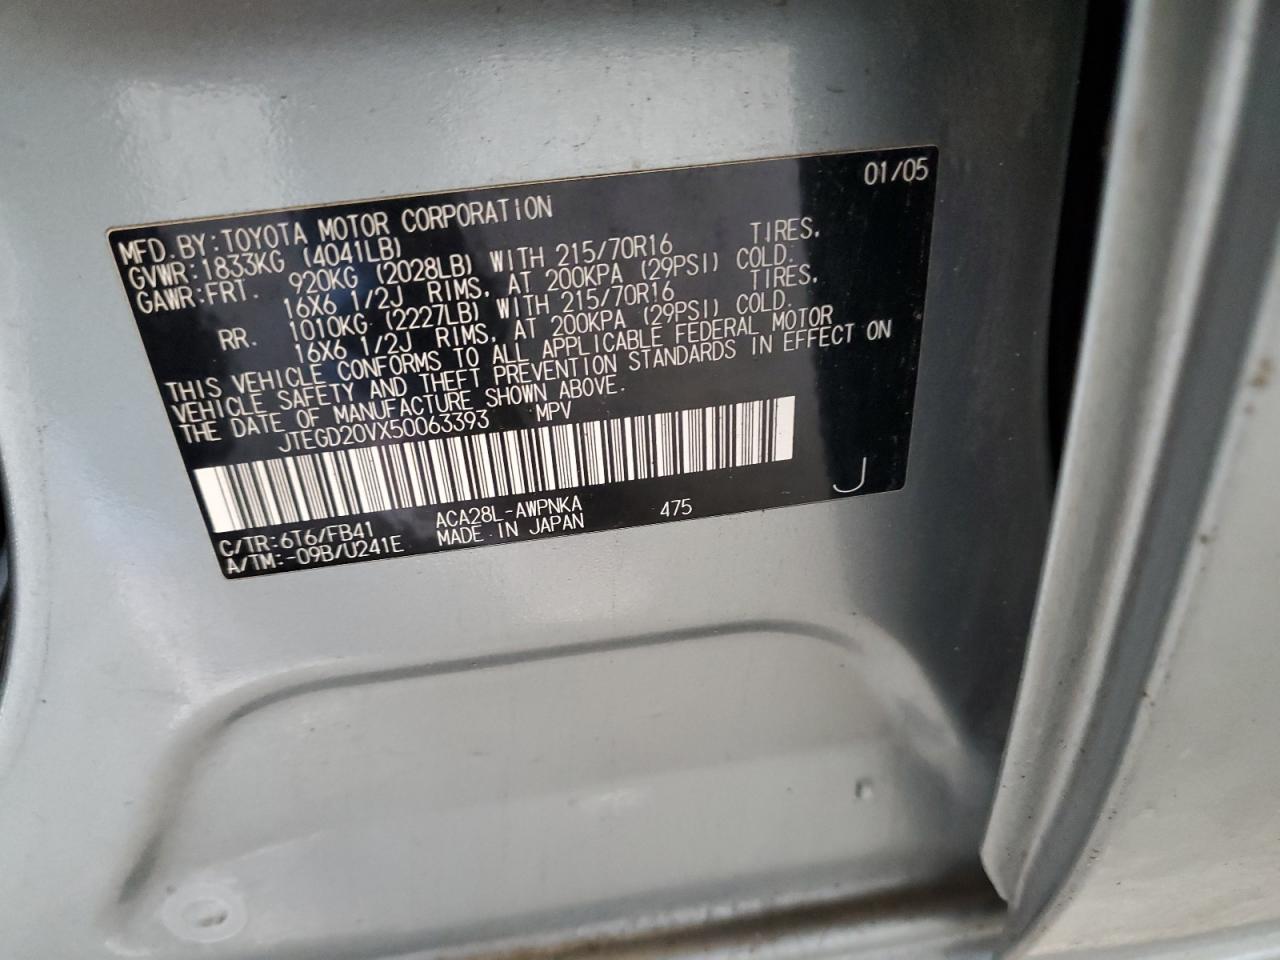 01/05
MFD.BY:TOYOTA MOTOR CORPORATION
GVWR:1833KG (4041LB)
GAWR:FRT. 920KG (2028LB) WITH 215/70R16 TIRES,
16X6 1/2J RIMS, AT 200KPA (29PSI) COLD.
RR. 1010KG (2227LB) WITH 215/70R16 TIRES,
16X6 1/2J RIMS, AT 200KPA (29PSI) COLD.
THIS VEHICLE CONFORMS TO ALL APPLICABLE FEDERAL MOTOR
VEHICLE SAFETY AND THEFT PREVENTION STANDARDS IN EFFECT ON
THE DATE OF MANUFACTURE SHOWN ABOVE.
JTEGD20VX50063393 MPV
J
C/TR:6T6/FB41 ACA28L-AWPNKA 475
A/TM:-09B/U241E MADE IN JAPAN